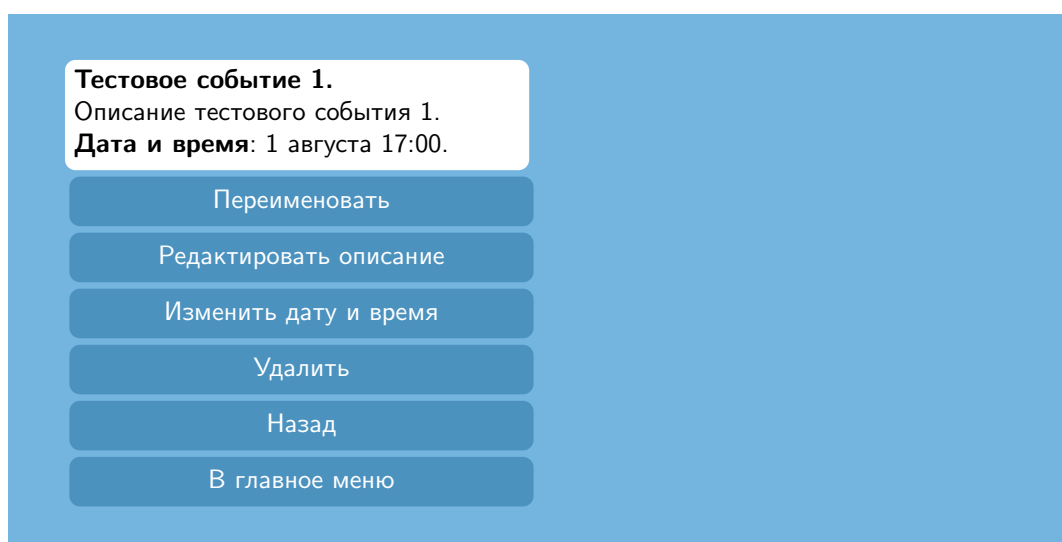 Тестовое событие 1.
Описание тестового события 1.
Дата и время: 1 августа 17:00.
Переименовать
Редактировать описание
Изменить дату и время
Удалить
Назад
В главное меню